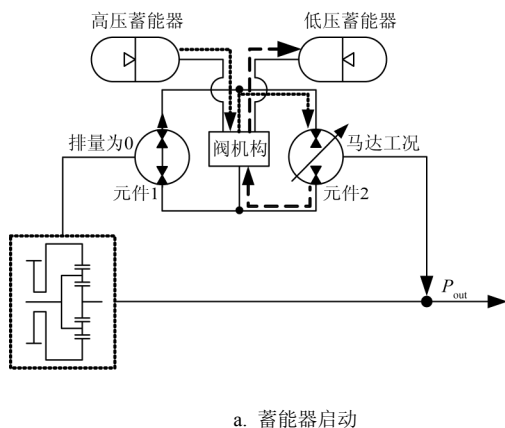 高压蓄能器
低压蓄能器
排量为0
阀机构
马达工况
元件1
元件2
Pout
a. 蓄能器启动